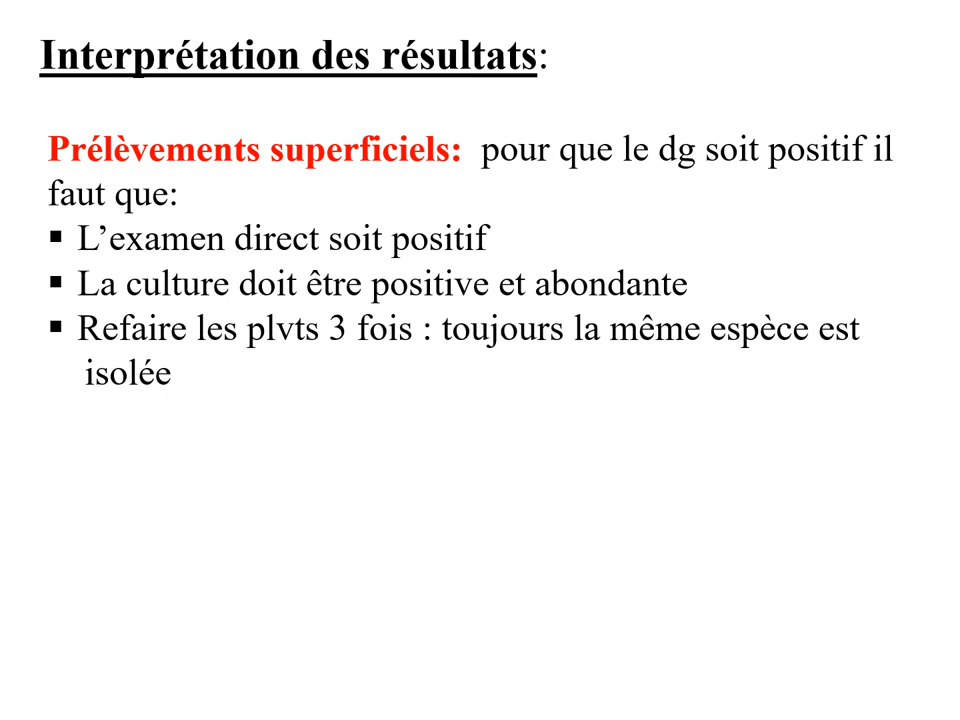 Interprétation des résultats:
Prélèvements superficiels: pour que le dg soit positif il
faut que:
▪ L’examen direct soit positif
▪ La culture doit être positive et abondante
▪ Refaire les plvts 3 fois : toujours la même espèce est
isolée